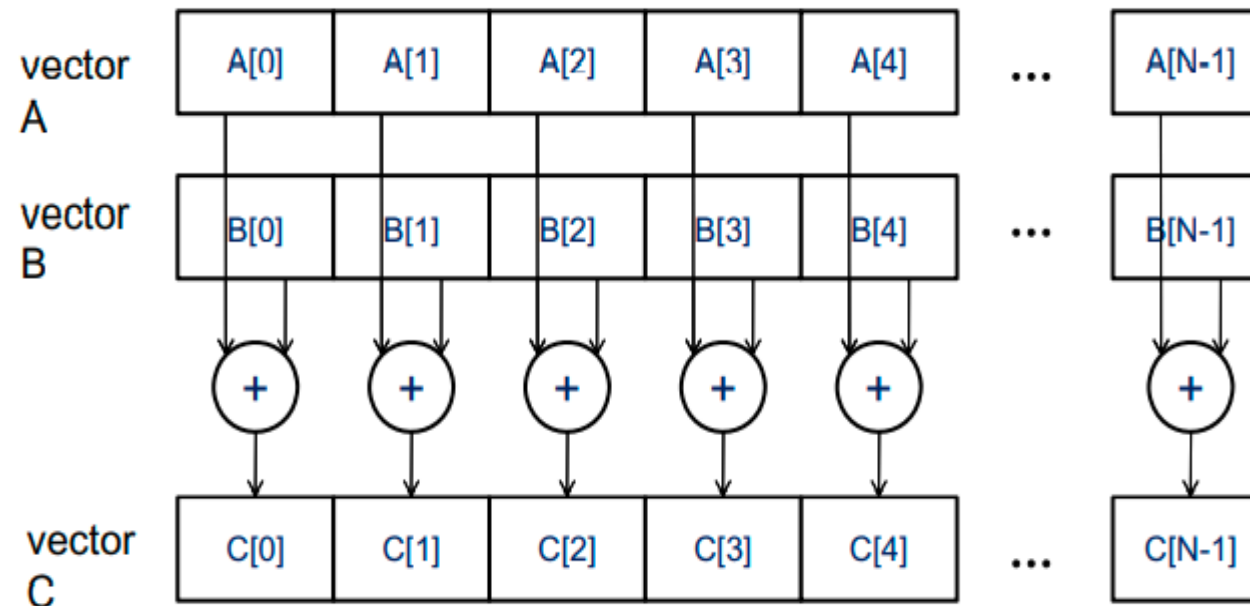 vector A
A[0] A[1] A[2] A[3] A[4] ... A[N-1]
vector B
B[0] B[1] B[2] B[3] B[4] ... B[N-1]
+ + + + + +
vector C
C[0] C[1] C[2] C[3] C[4] ... C[N-1]